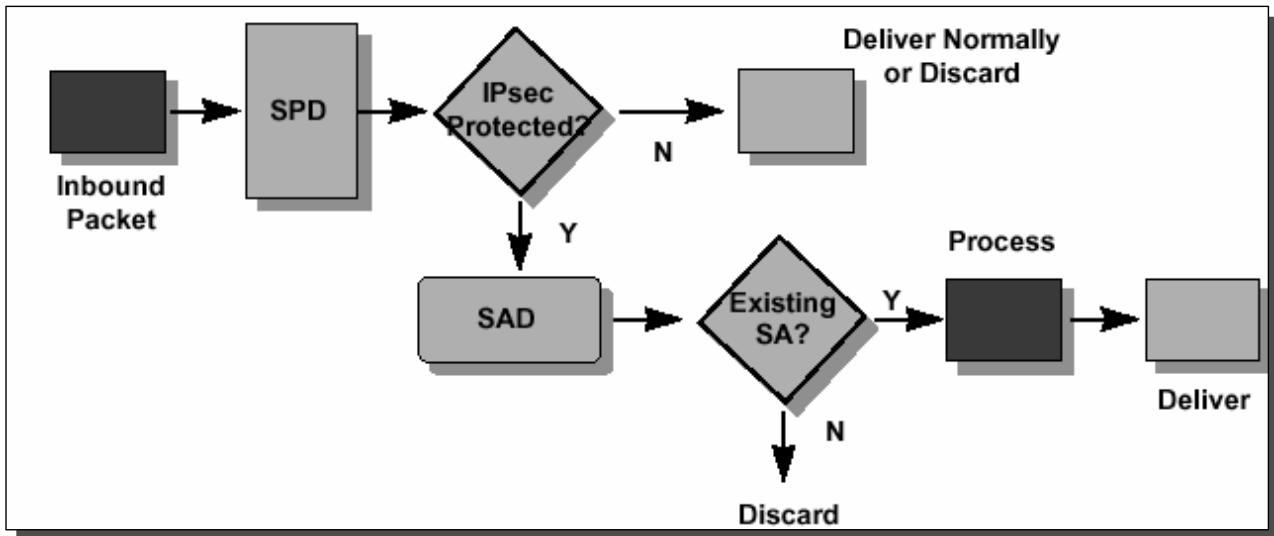 Inbound
Packet
SPD
IPsec
Protected?
N
Deliver Normally
or Discard
Y
SAD
Existing
SA?
Y
Process
Deliver
N
Discard